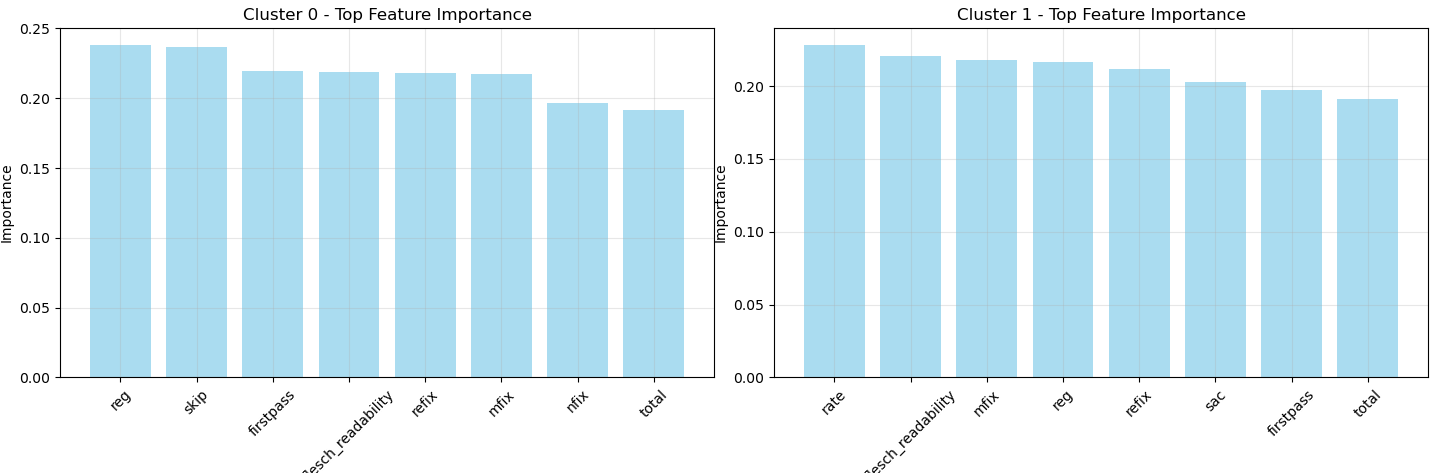 Cluster 0 - Top Feature Importance
Importance
0.25
0.20
0.15
0.10
0.05
0.00
reg
skip
firstpass
flesch_readability
refix
mfix
nfix
total
Cluster 1 - Top Feature Importance
Importance
0.20
0.15
0.10
0.05
0.00
rate
flesch_readability
mfix
reg
refix
sac
firstpass
total